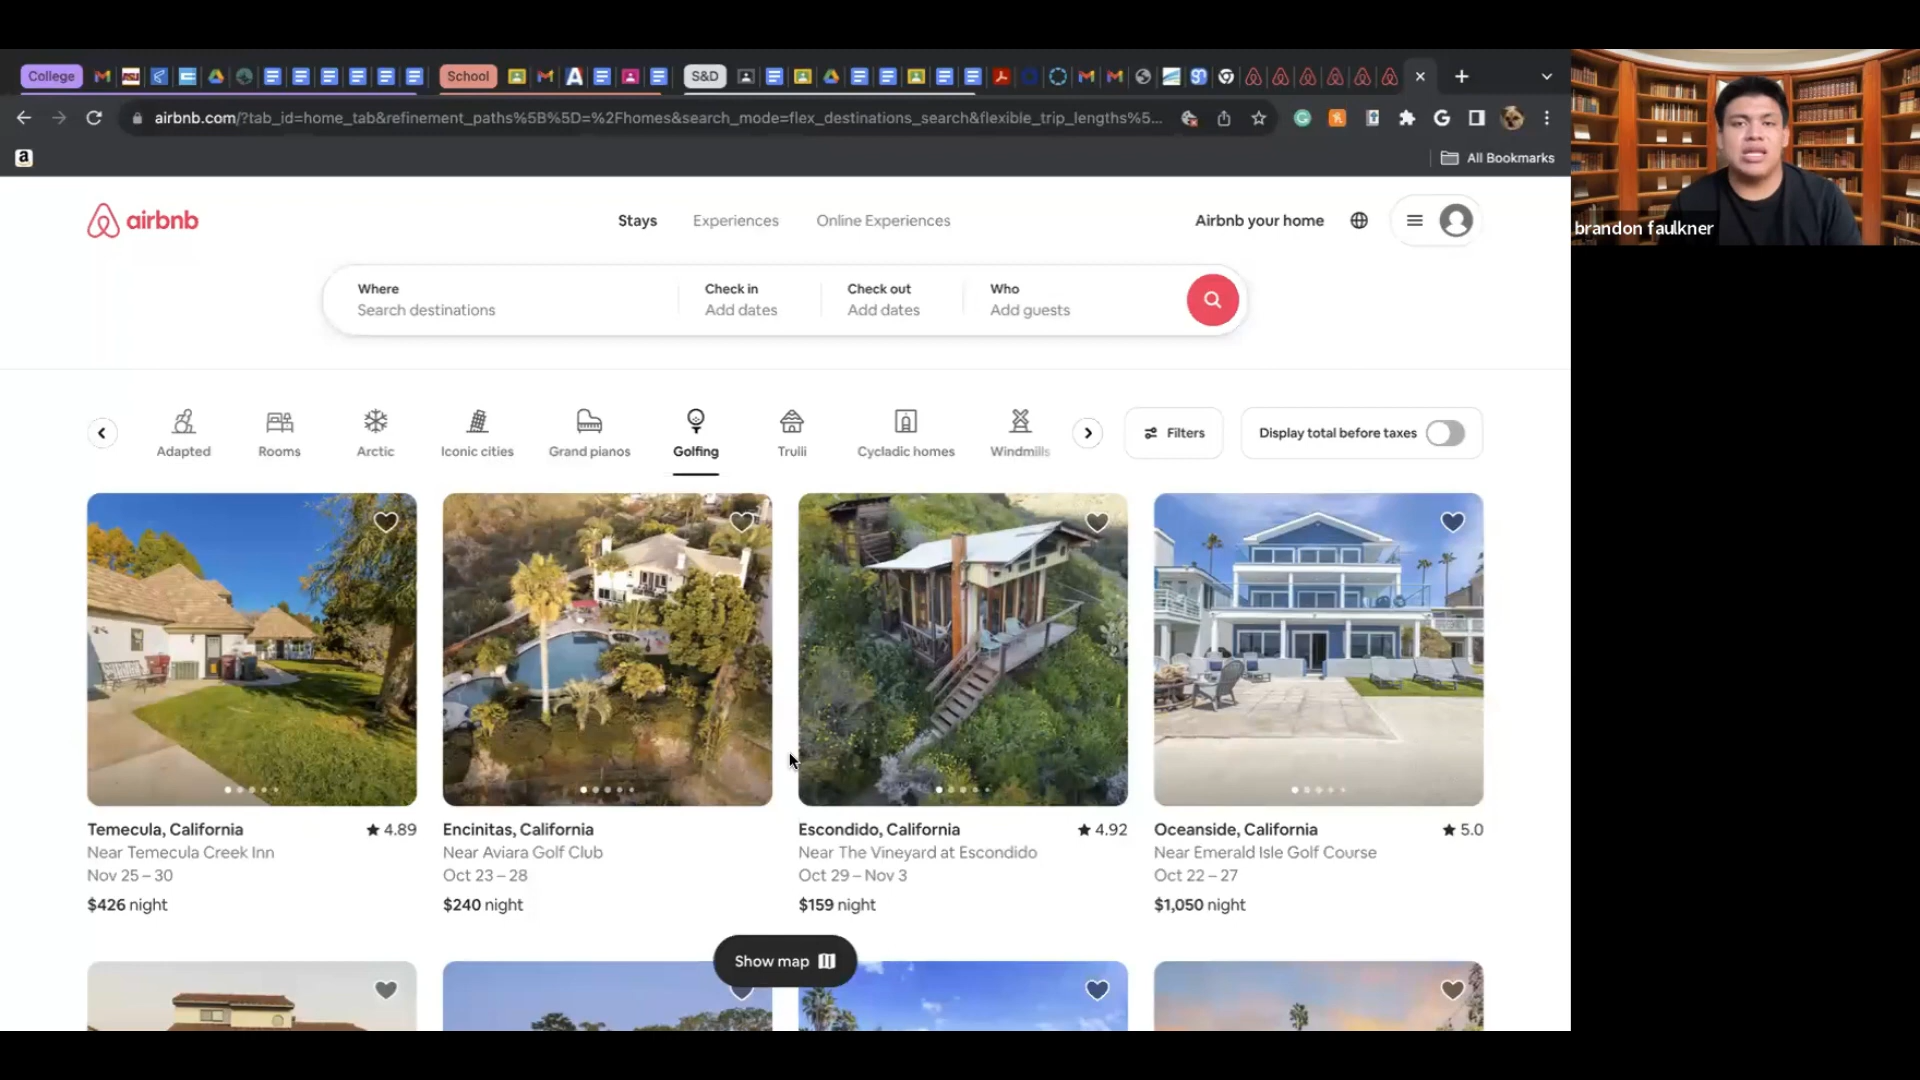 College
School
S&D
airbnb.com/?tab_id=home_tab&refinement_paths%5B%5D=%2Fhomes&search_mode=flex_destinations_search&flexible_trip_lengths%5...
All Bookmarks
brandon faulkner
airbnb
Stays
Experiences
Online Experiences
Airbnb your home
Where
Search destinations
Check in
Add dates
Check out
Add dates
Who
Add guests
Adapted
Rooms
Arctic
Iconic cities
Grand pianos
Golfing
Trulli
Cycladic homes
Windmills
Filters
Display total before taxes
Temecula, California
4.89
Near Temecula Creek Inn
Nov 25 – 30
$426 night
Encinitas, California
Near Aviara Golf Club
Oct 23 – 28
$240 night
Escondido, California
4.92
Near The Vineyard at Escondido
Oct 29 – Nov 3
$159 night
Oceanside, California
5.0
Near Emerald Isle Golf Course
Oct 22 – 27
$1,050 night
Show map